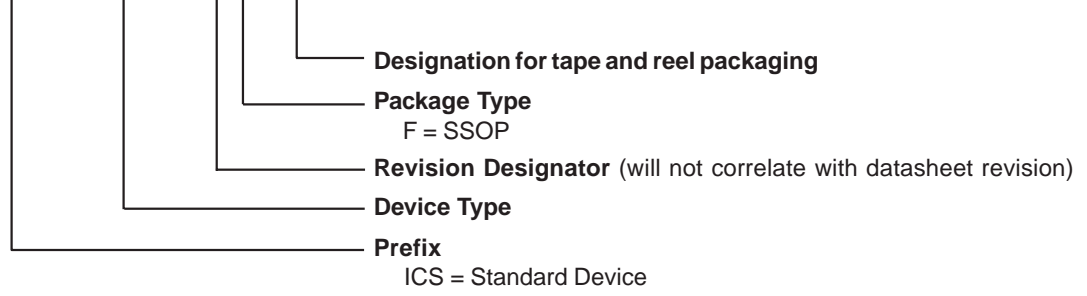 Designation for tape and reel packaging
Package Type
F = SSOP
Revision Designator (will not correlate with datasheet revision)
Device Type
Prefix
ICS = Standard Device